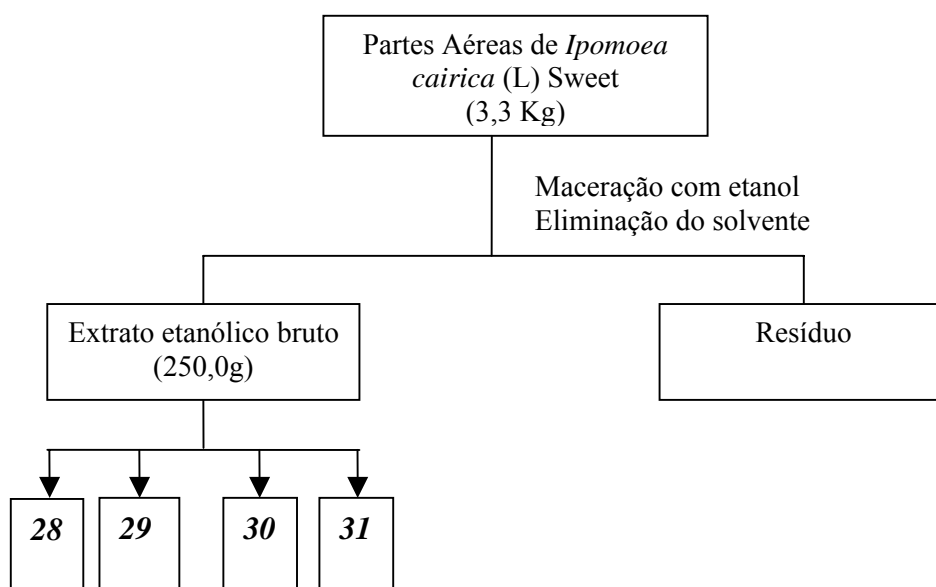 Partes Aéreas de Ipomoea
cairica (L) Sweet
(3,3 Kg)
Maceração com etanol
Eliminação do solvente
Extrato etanólico bruto
(250,0g)
Resíduo
28
29
30
31